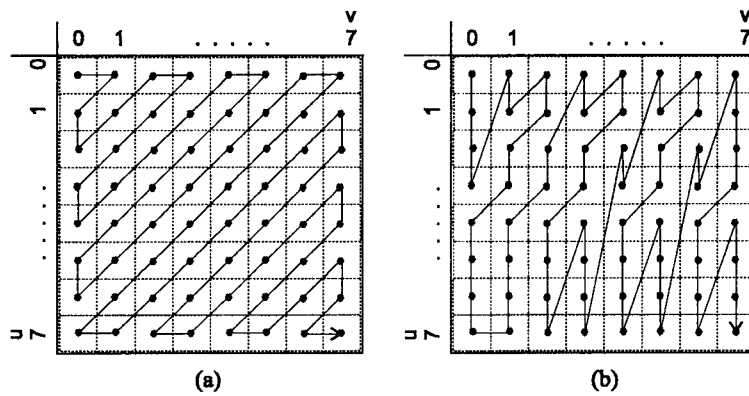 v
0 1 . . . . . 7
0
1
. . . . .
u 7
(a)
v
0 1 . . . . . . 7
0
1
. . . . .
u 7
(b)